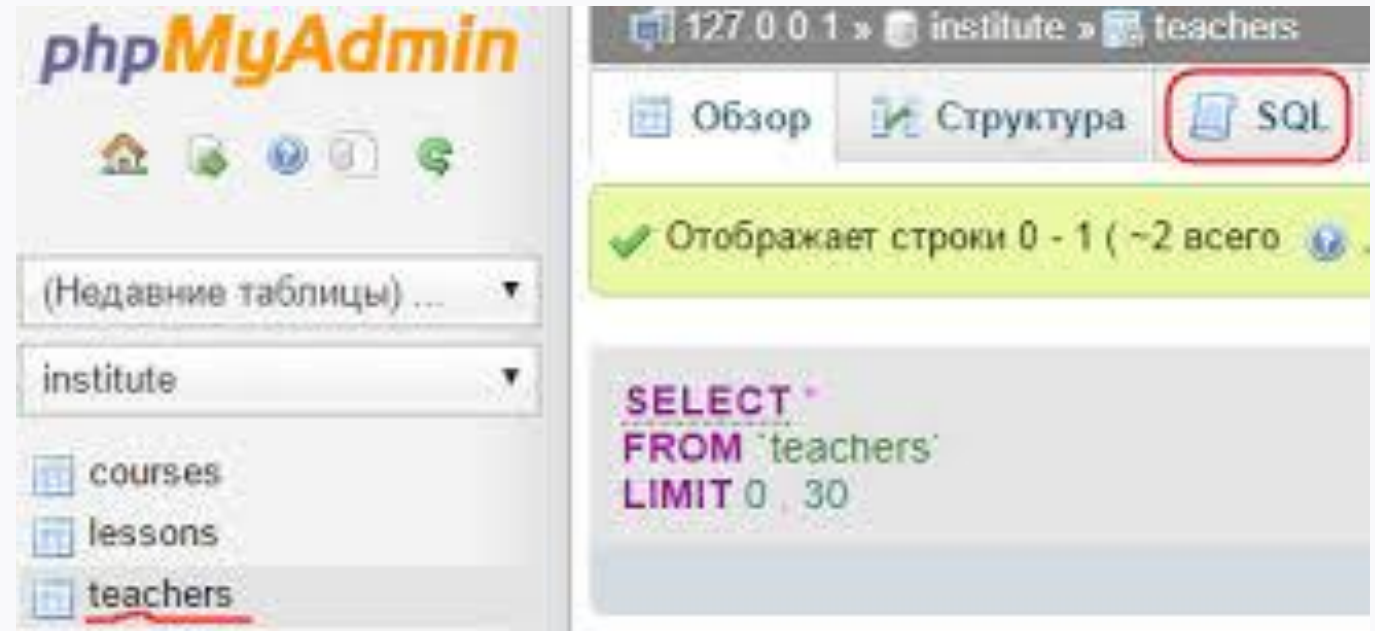 phpMyAdmin
(Недавние таблицы) ...
institute
courses
lessons
teachers
127.0.0.1 » institute » teachers
Обзор Структура SQL
Отображает строки 0 - 1 ( ~2 всего
SELECT *
FROM `teachers`
LIMIT 0 , 30